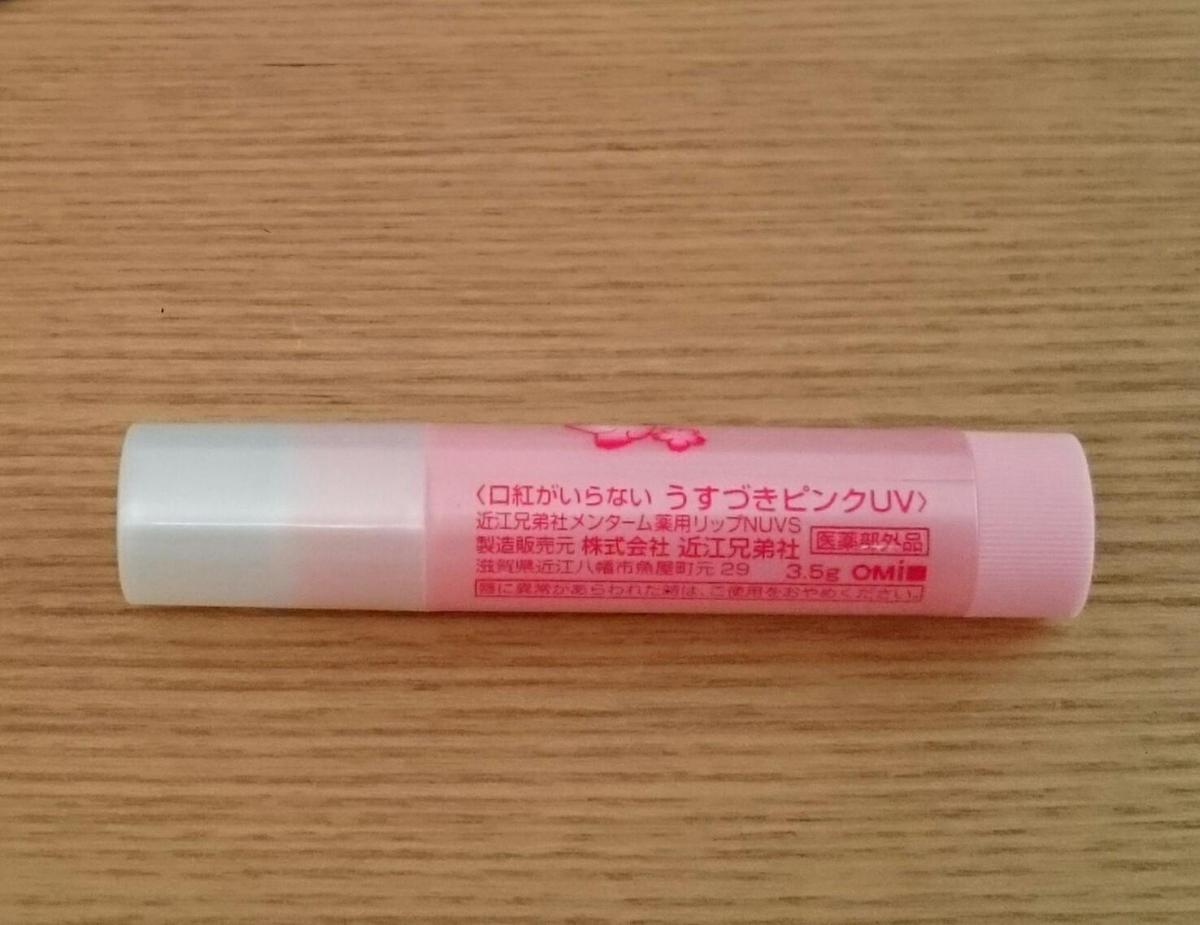 〈口紅がいらない うすづきピンクUV〉
近江兄弟社メンターム薬用リップNUVS
製造販売元 株式会社 近江兄弟社 医薬部外品
滋賀県近江八幡市魚屋町元29 3.5g OMi
唇に異常があらわれた時は、ご使用をおやめください。